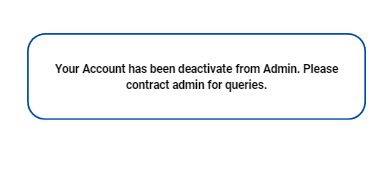 Your Account has been deactivate from Admin. Please
contract admin for queries.